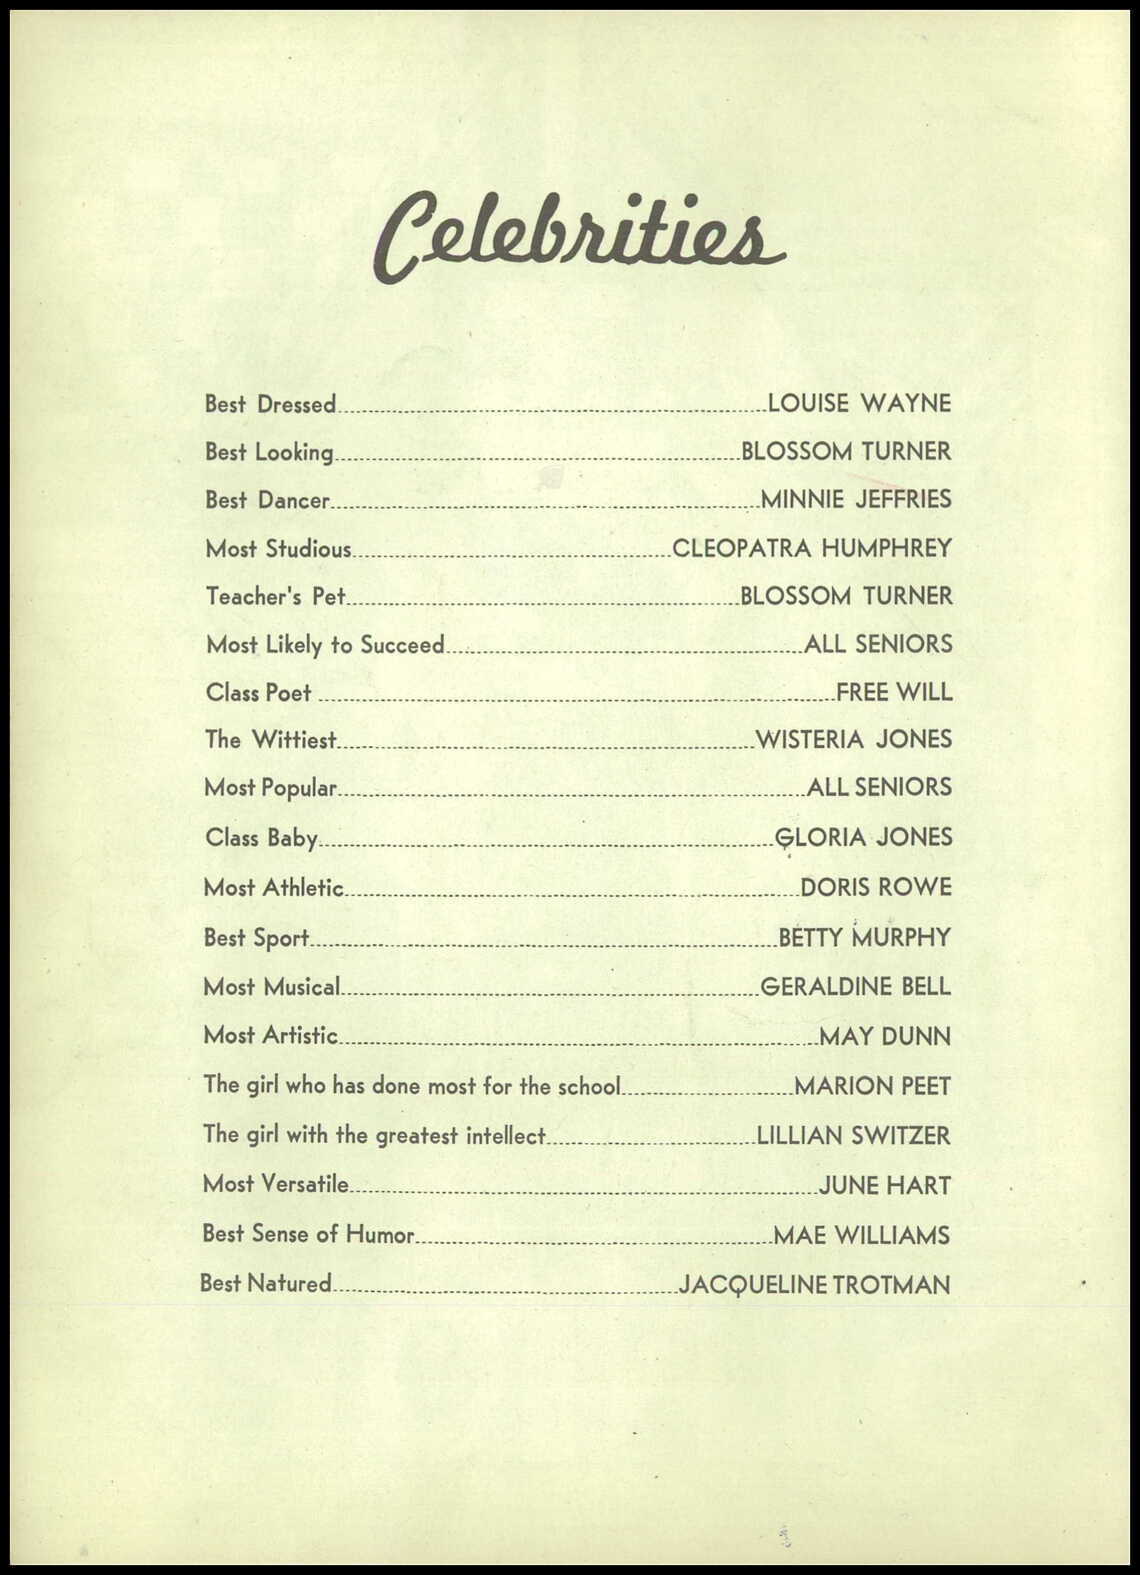 Celebrities
Best Dressed LOUISE WAYNE
Best Looking BLOSSOM TURNER
Best Dancer MINNIE JEFFRIES
Most Studious CLEOPATRA HUMPHREY
Teacher's Pet BLOSSOM TURNER
Most Likely to Succeed ALL SENIORS
Class Poet FREE WILL
The Wittiest WISTERIA JONES
Most Popular ALL SENIORS
Class Baby GLORIA JONES
Most Athletic DORIS ROWE
Best Sport BETTY MURPHY
Most Musical GERALDINE BELL
Most Artistic MAY DUNN
The girl who has done most for the school MARION PEET
The girl with the greatest intellect LILLIAN SWITZER
Most Versatile JUNE HART
Best Sense of Humor MAE WILLIAMS
Best Natured JACQUELINE TROTMAN